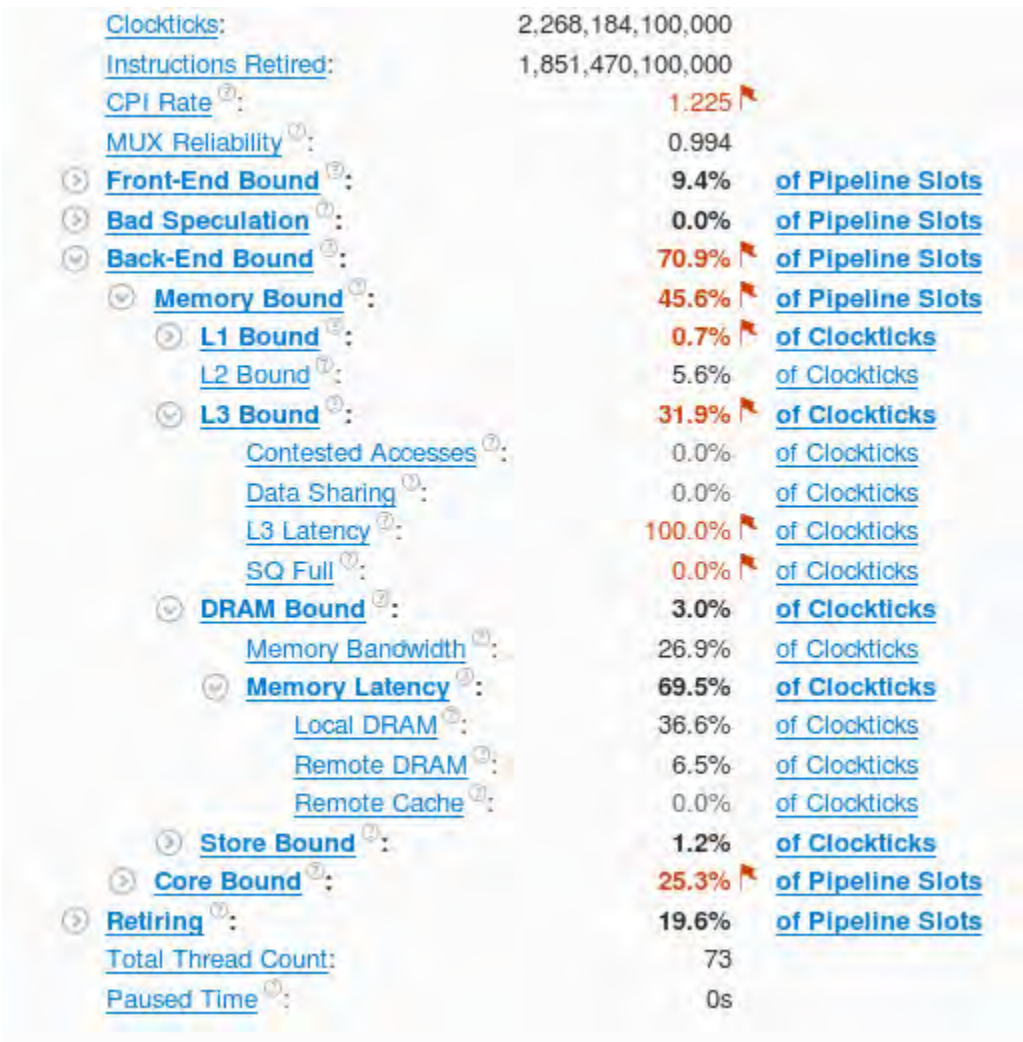 Clockticks: 2,268,184,100,000
Instructions Retired: 1,851,470,100,000
CPI Rate ?: 1.225
MUX Reliability ?: 0.994
Front-End Bound ?: 9.4% of Pipeline Slots
Bad Speculation ?: 0.0% of Pipeline Slots
Back-End Bound ?: 70.9% of Pipeline Slots
Memory Bound ?: 45.6% of Pipeline Slots
L1 Bound ?: 0.7% of Clockticks
L2 Bound ?: 5.6% of Clockticks
L3 Bound ?: 31.9% of Clockticks
Contested Accesses ?: 0.0% of Clockticks
Data Sharing ?: 0.0% of Clockticks
L3 Latency ?: 100.0% of Clockticks
SQ Full ?: 0.0% of Clockticks
DRAM Bound ?: 3.0% of Clockticks
Memory Bandwidth ?: 26.9% of Clockticks
Memory Latency ?: 69.5% of Clockticks
Local DRAM ?: 36.6% of Clockticks
Remote DRAM ?: 6.5% of Clockticks
Remote Cache ?: 0.0% of Clockticks
Store Bound ?: 1.2% of Clockticks
Core Bound ?: 25.3% of Pipeline Slots
Retiring ?: 19.6% of Pipeline Slots
Total Thread Count: 73
Paused Time ?: 0s